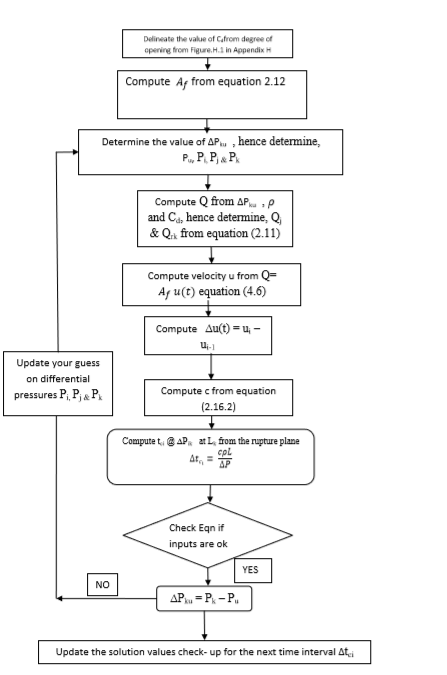 Delineate the value of Cd from degree of
opening from Figure.H.1 in Appendix H
Compute Af from equation 2.12
Determine the value of ΔPku , hence determine,
Pu, Pi, Pj & Pk
Compute Q from ΔPku , ρ
and Cd, hence determine, Qj
& Qrk from equation (2.11)
Compute velocity u from Q=
Af u(t) equation (4.6)
Compute Δu(t) = ui –
ui-1
Update your guess
on differential
pressures Pi, Pj & Pk
Compute c from equation
(2.16.2)
Compute tci @ ΔPik at Lk from the rupture plane
Δtci = cρL/ΔP
Check Eqn if
inputs are ok
YES
NO
ΔPku = Pk – Pu
Update the solution values check- up for the next time interval Δtci